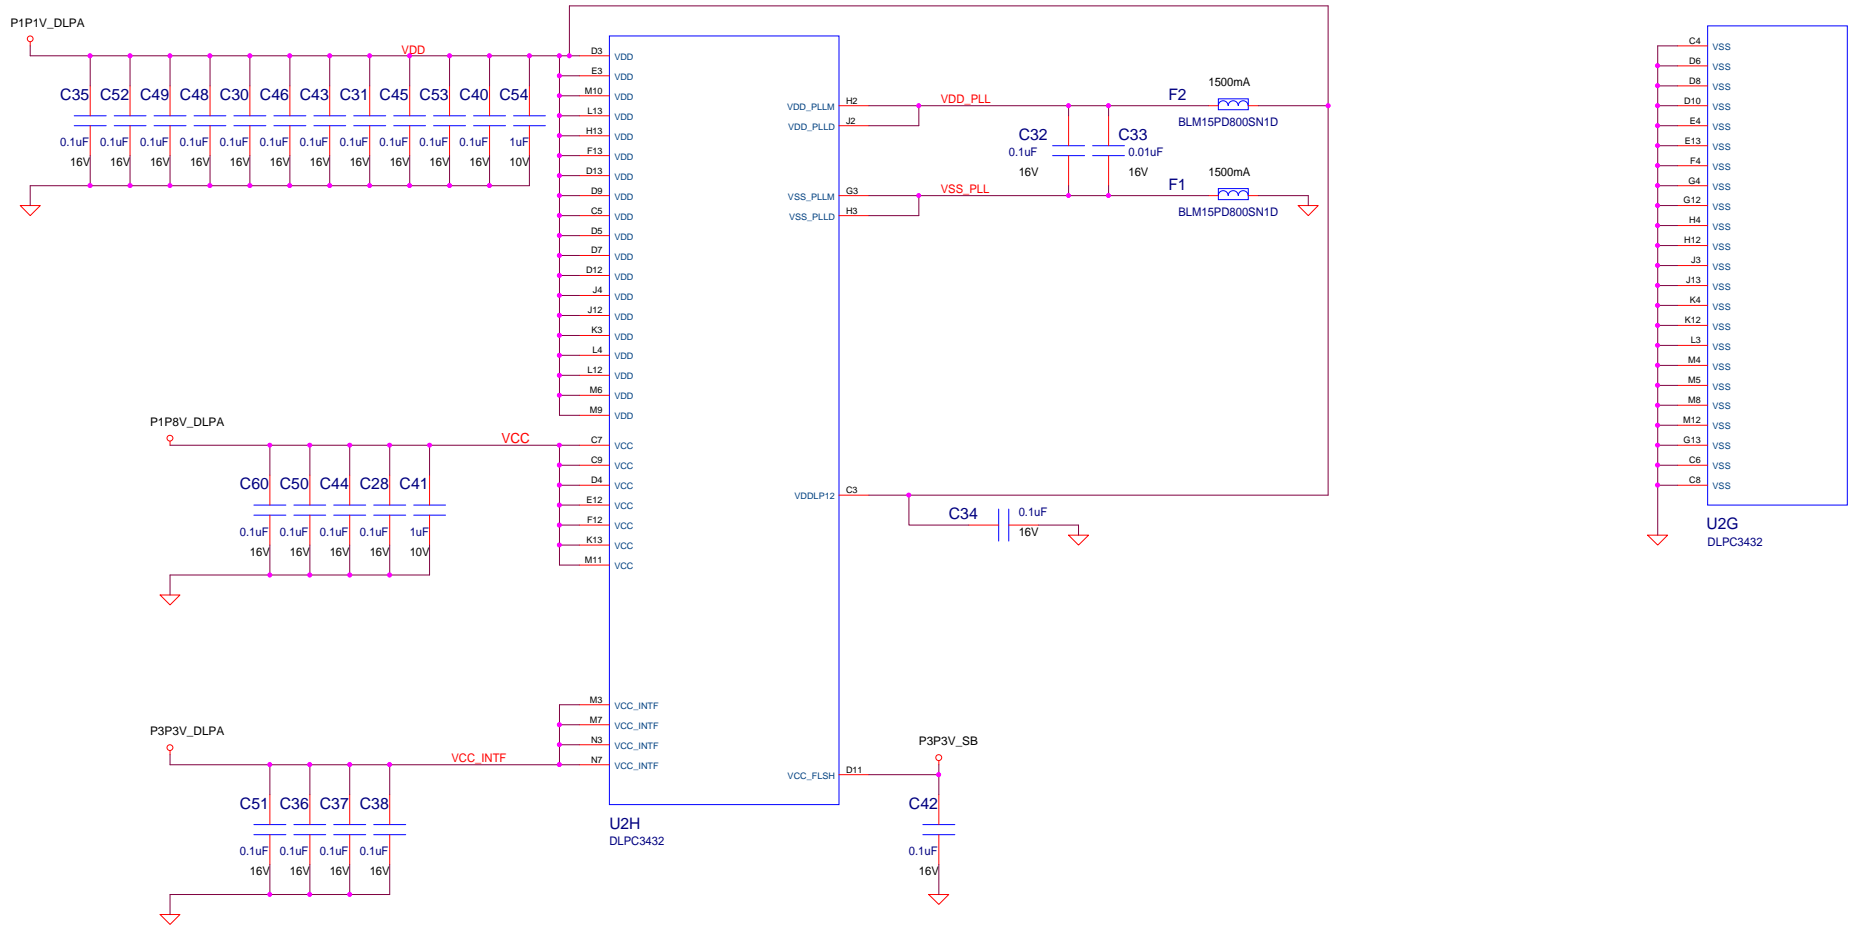 P1P1V_DLPA
VDD
C35 C52 C49 C48 C30 C46 C43 C31 C45 C53 C40 C54
0.1uF 0.1uF 0.1uF 0.1uF 0.1uF 0.1uF 0.1uF 0.1uF 0.1uF 0.1uF 0.1uF 1uF
16V 16V 16V 16V 16V 16V 16V 16V 16V 16V 16V 10V
D3 VDD
E3 VDD
M10 VDD
L13 VDD
H13 VDD
F13 VDD
D13 VDD
D9 VDD
C5 VDD
D5 VDD
D7 VDD
D12 VDD
J4 VDD
J12 VDD
K3 VDD
L4 VDD
L12 VDD
M6 VDD
M9 VDD
P1P8V_DLPA
VCC
C60 C50 C44 C28 C41
0.1uF 0.1uF 0.1uF 0.1uF 1uF
16V 16V 16V 16V 10V
C7 VCC
C9 VCC
D4 VCC
E12 VCC
F12 VCC
K13 VCC
M11 VCC
P3P3V_DLPA
VCC_INTF
C51 C36 C37 C38
0.1uF 0.1uF 0.1uF 0.1uF
16V 16V 16V 16V
M3 VCC_INTF
M7 VCC_INTF
N3 VCC_INTF
N7 VCC_INTF
U2H
DLPC3432
VDD_PLLM H2
VDD_PLLD J2
VDD_PLL
F2
1500mA
BLM15PD800SN1D
C32
0.1uF
16V
C33
0.01uF
16V
VSS_PLLM G3
VSS_PLLD H3
VSS_PLL
F1
1500mA
BLM15PD800SN1D
VDDLP12 C3
C34
0.1uF
16V
P3P3V_SB
VCC_FLSH D11
C42
0.1uF
16V
C4 VSS
D6 VSS
D8 VSS
D10 VSS
E4 VSS
E13 VSS
F4 VSS
G4 VSS
G12 VSS
H4 VSS
H12 VSS
J3 VSS
J13 VSS
K4 VSS
K12 VSS
L3 VSS
M4 VSS
M5 VSS
M8 VSS
M12 VSS
G13 VSS
C6 VSS
C8 VSS
U2G
DLPC3432